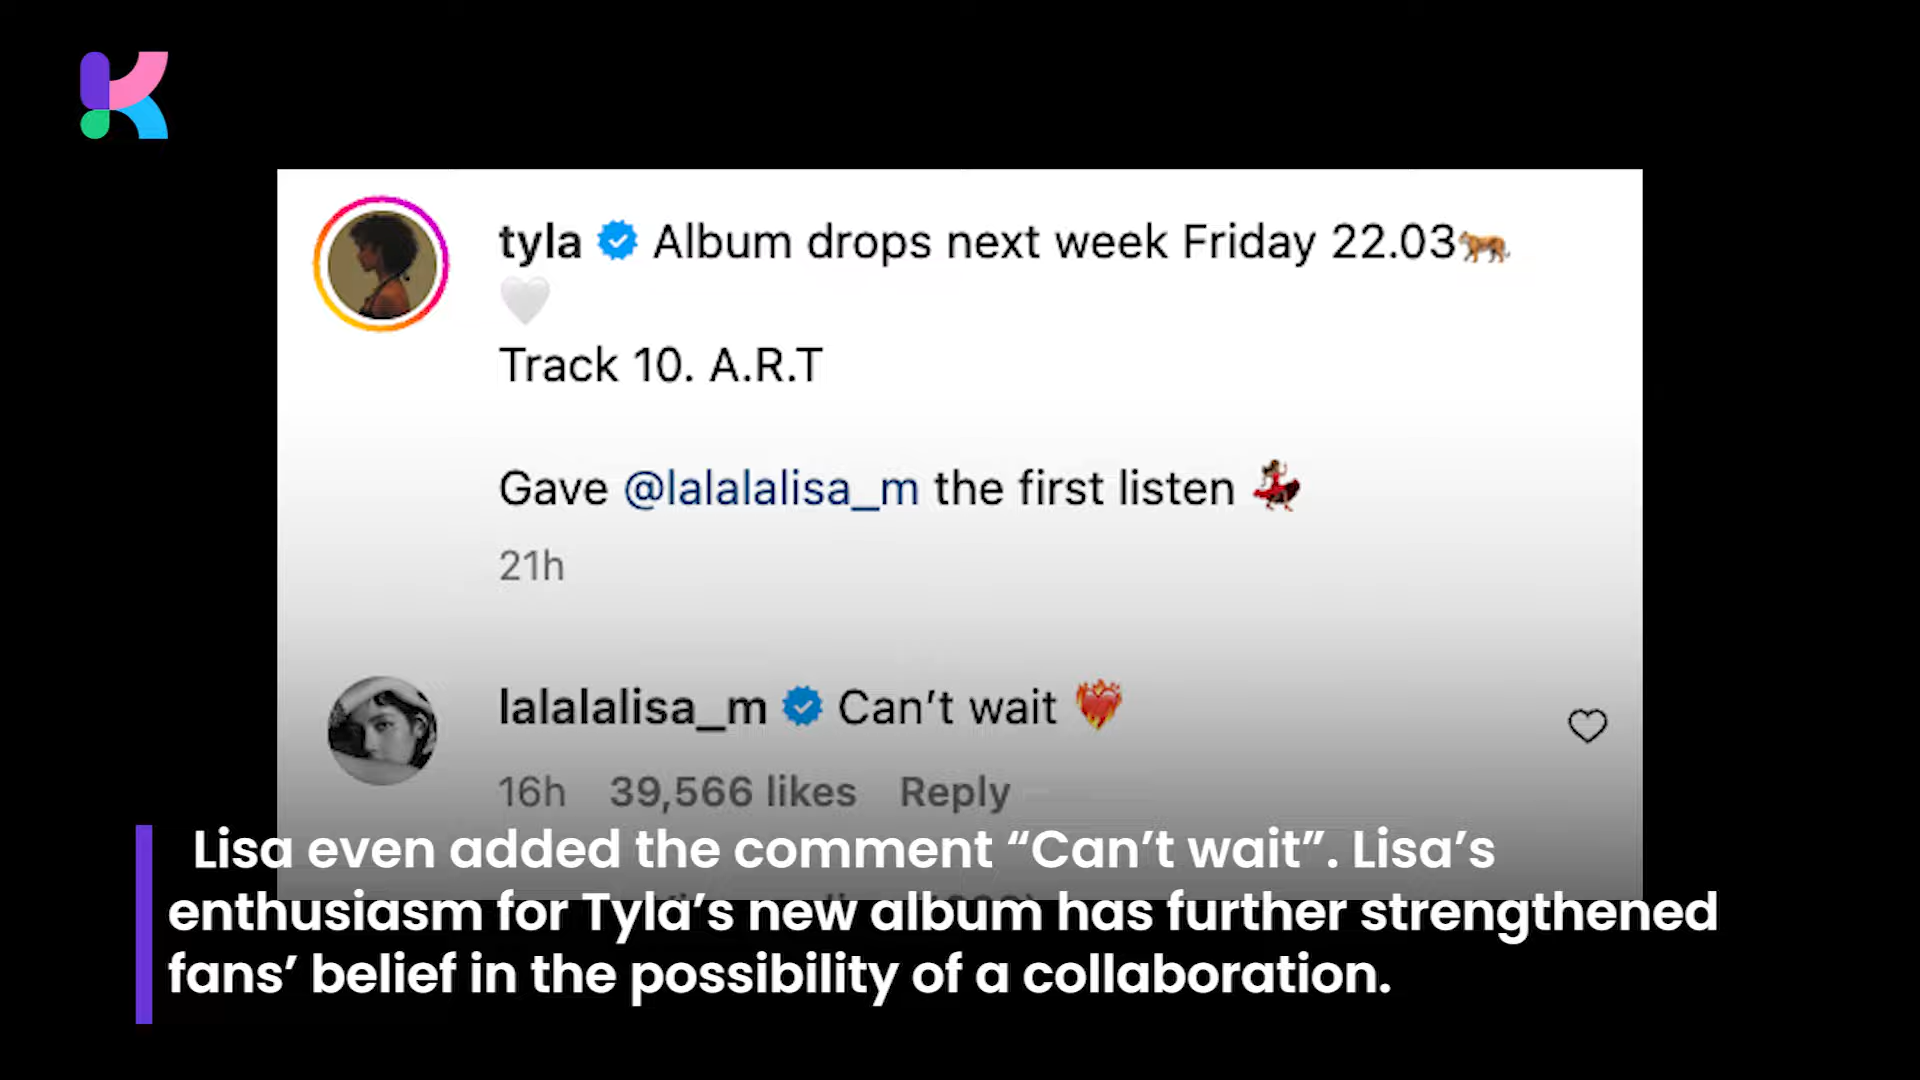 tyla Album drops next week Friday 22.03🐅
🤍
Track 10. A.R.T
Gave @lalalalisa_m the first listen 💃🏾
21h
lalalalisa_m Can't wait ❤️‍🔥
16h 39,566 likes Reply
Lisa even added the comment “Can’t wait”. Lisa’s
enthusiasm for Tyla’s new album has further strengthened
fans’ belief in the possibility of a collaboration.